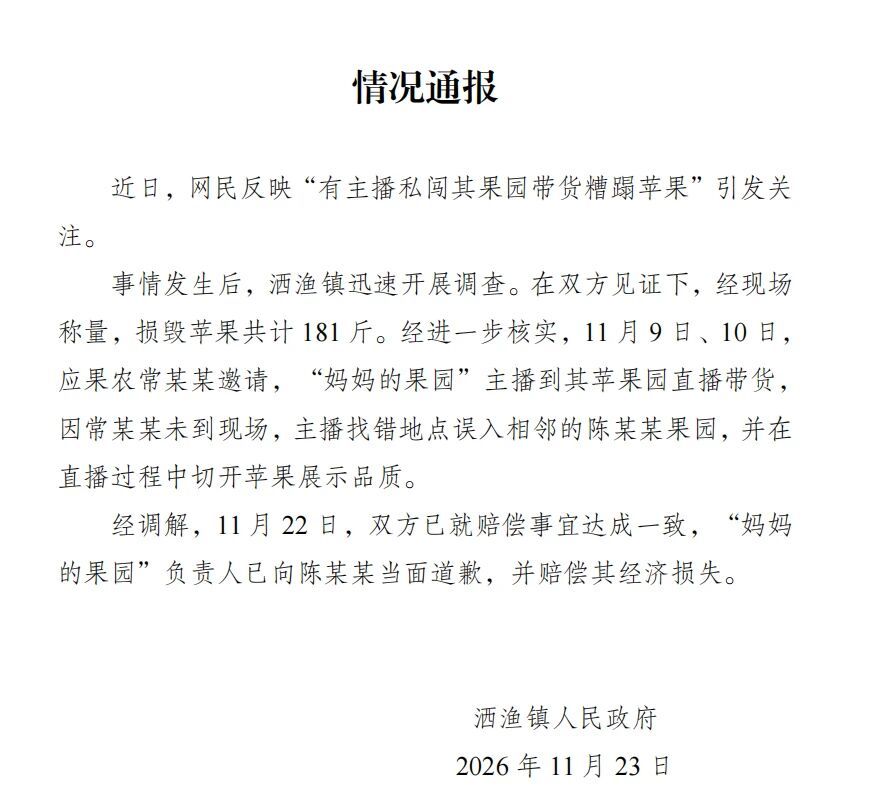 情况通报
近日，网民反映“有主播私闯其果园带货糟蹋苹果”引发关
注。
事情发生后，洒渔镇迅速开展调查。在双方见证下，经现场
称量，损毁苹果共计 181 斤。经进一步核实，11 月 9 日、10 日，
应果农常某某邀请，“妈妈的果园”主播到其苹果园直播带货，
因常某某未到现场，主播找错地点误入相邻的陈某某果园，并在
直播过程中切开苹果展示品质。
经调解，11 月 22 日，双方已就赔偿事宜达成一致，“妈妈
的果园”负责人已向陈某某当面道歉，并赔偿其经济损失。
洒渔镇人民政府
2026 年 11 月 23 日